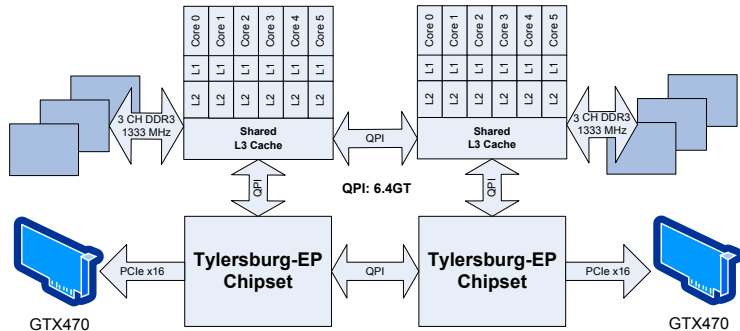 Core 0
Core 1
Core 2
Core 3
Core 4
Core 5
L1
L1
L1
L1
L1
L1
L2
L2
L2
L2
L2
L2
Shared
L3 Cache
3 CH DDR3
1333 MHz
QPI
Core 0
Core 1
Core 2
Core 3
Core 4
Core 5
L1
L1
L1
L1
L1
L1
L2
L2
L2
L2
L2
L2
Shared
L3 Cache
3 CH DDR3
1333 MHz
QPI
QPI: 6.4GT
QPI
Tylersburg-EP
Chipset
PCIe x16
GTX470
QPI
Tylersburg-EP
Chipset
PCIe x16
GTX470